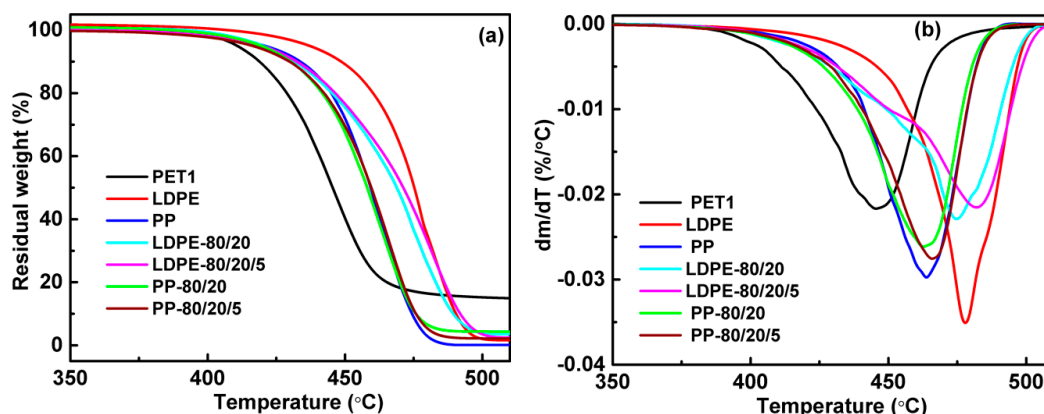 (a)
Residual weight (%)
100
80
60
40
20
0
PET1
LDPE
PP
LDPE-80/20
LDPE-80/20/5
PP-80/20
PP-80/20/5
350
400
450
500
Temperature (°C)
(b)
dm/dT (%/°C)
0.00
-0.01
-0.02
-0.03
-0.04
PET1
LDPE
PP
LDPE-80/20
LDPE-80/20/5
PP-80/20
PP-80/20/5
350
400
450
500
Temperature (°C)